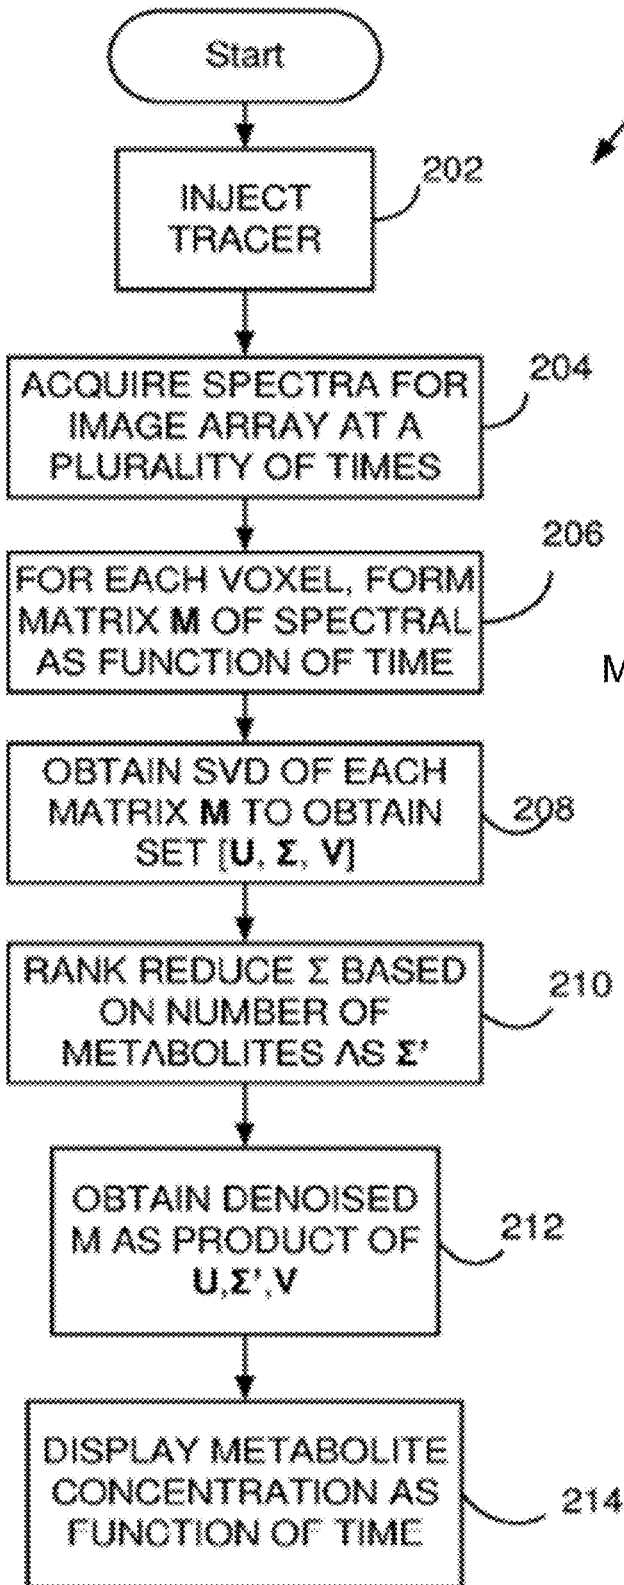 Start
202
INJECT
TRACER
204
ACQUIRE SPECTRA FOR
IMAGE ARRAY AT A
PLURALITY OF TIMES
206
FOR EACH VOXEL, FORM
MATRIX M OF SPECTRAL
AS FUNCTION OF TIME
M
OBTAIN SVD OF EACH
MATRIX M TO OBTAIN
SET [U, Σ, V]
208
RANK REDUCE Σ BASED
ON NUMBER OF
METABOLITES AS Σ'
210
OBTAIN DENOISED
M AS PRODUCT OF
U,Σ',V
212
DISPLAY METABOLITE
CONCENTRATION AS
FUNCTION OF TIME
214